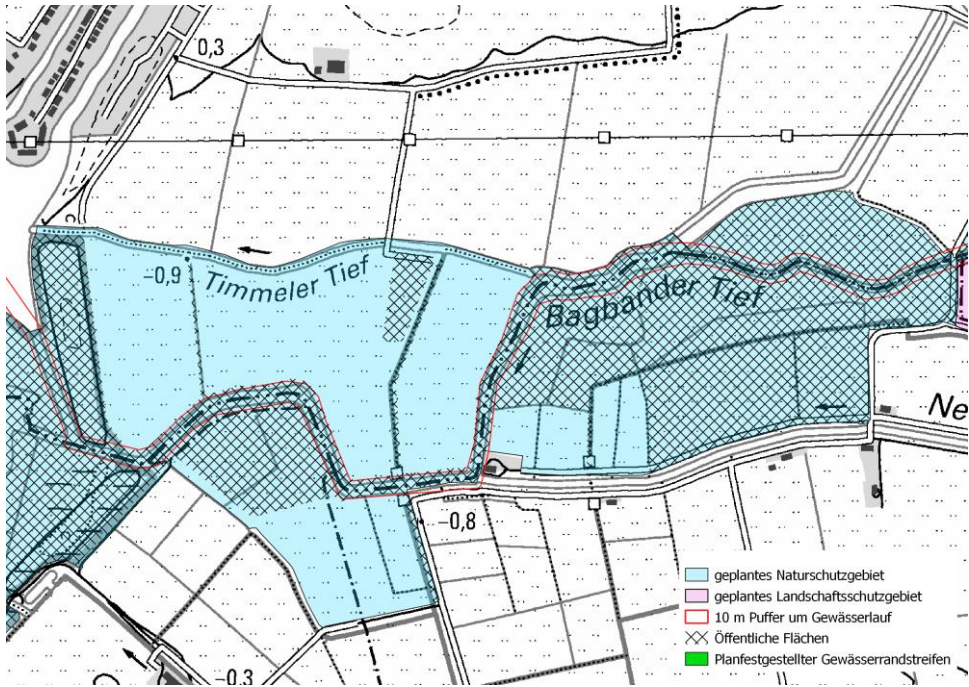 0,3
Timmeler Tief
-0,9
Bagbander Tief
Ne
-0,8
-0,3
geplantes Naturschutzgebiet
geplantes Landschaftsschutzgebiet
10 m Puffer um Gewässerlauf
Öffentliche Flächen
Planfestgestellter Gewässerrandstreifen